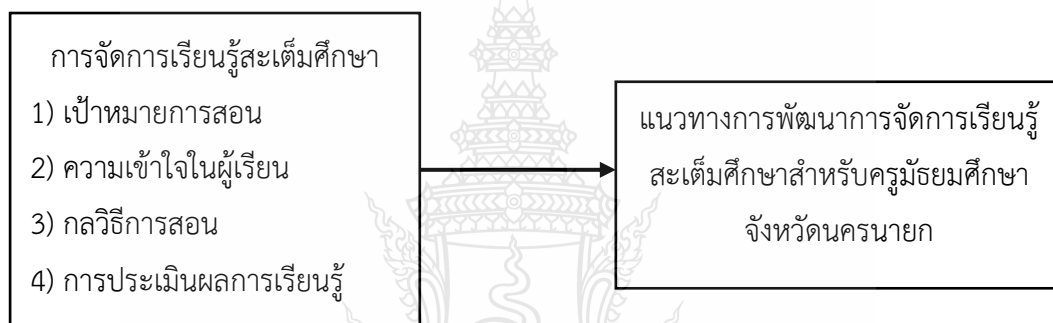 การจัดการเรียนรู้สะเต็มศึกษา
1) เป้าหมายการสอน
2) ความเข้าใจในผู้เรียน
3) กลวิธีการสอน
4) การประเมินผลการเรียนรู้
แนวทางการพัฒนาการจัดการเรียนรู้
สะเต็มศึกษาสำหรับครูมัธยมศึกษา
จังหวัดนครนายก